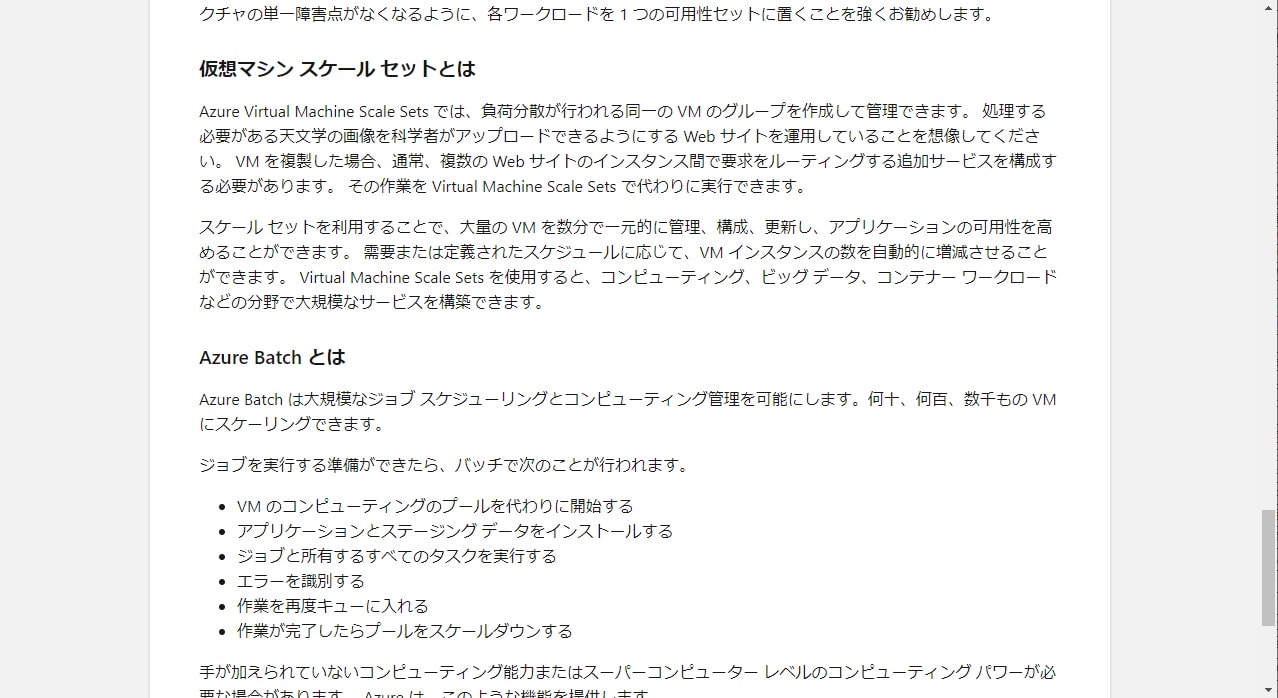 クチャの単一障害点がなくなるように、各ワークロードを 1 つの可用性セットに置くことを強くお勧めします。
仮想マシン スケール セットとは
Azure Virtual Machine Scale Sets では、負荷分散が行われる同一の VM のグループを作成して管理できます。 処理する
必要がある天文学の画像を科学者がアップロードできるようにする Web サイトを運用していることを想像してくださ
い。 VM を複製した場合、通常、複数の Web サイトのインスタンス間で要求をルーティングする追加サービスを構成す
る必要があります。 その作業を Virtual Machine Scale Sets で代わりに実行できます。
スケール セットを利用することで、大量の VM を数分で一元的に管理、構成、更新し、アプリケーションの可用性を高
めることができます。 需要または定義されたスケジュールに応じて、VM インスタンスの数を自動的に増減させること
ができます。 Virtual Machine Scale Sets を使用すると、コンピューティング、ビッグ データ、コンテナー ワークロード
などの分野で大規模なサービスを構築できます。
Azure Batch とは
Azure Batch は大規模なジョブ スケジューリングとコンピューティング管理を可能にします。何十、何百、数千もの VM
にスケーリングできます。
ジョブを実行する準備ができたら、バッチで次のことが行われます。
• VM のコンピューティングのプールを代わりに開始する
• アプリケーションとステージング データをインストールする
• ジョブと所有するすべてのタスクを実行する
• エラーを識別する
• 作業を再度キューに入れる
• 作業が完了したらプールをスケールダウンする
手が加えられていないコンピューティング能力またはスーパーコンピューター レベルのコンピューティング パワーが必
要な場合があります。 Azure は、このような機能を提供します。